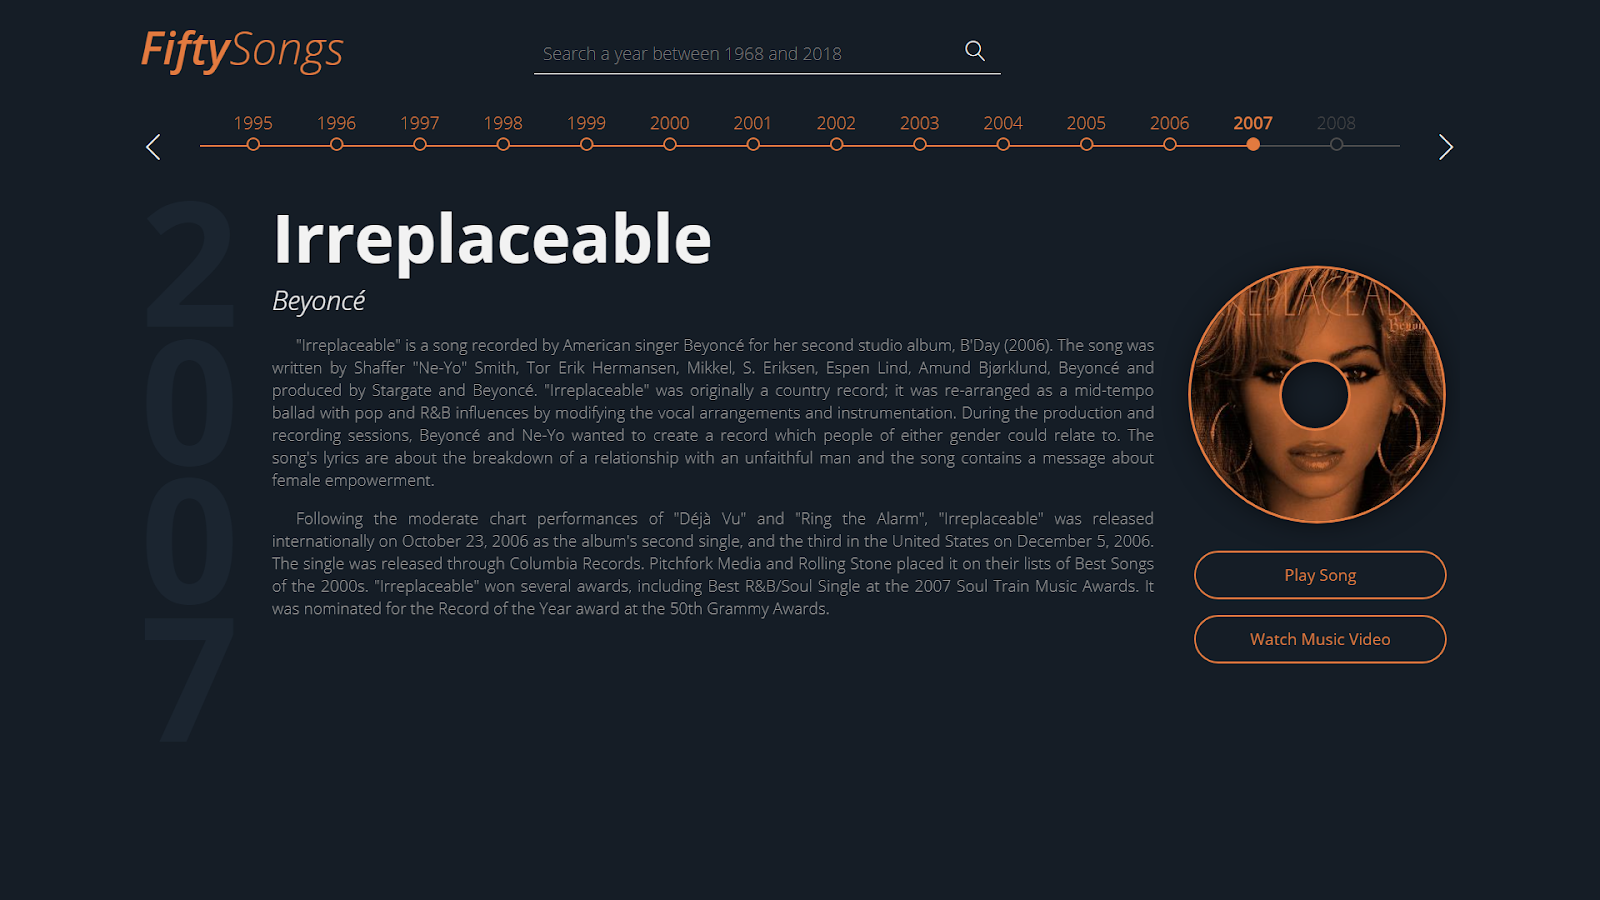 FiftySongs
Search a year between 1968 and 2018
1995 1996 1997 1998 1999 2000 2001 2002 2003 2004 2005 2006 2007 2008
2
0
0
7
Irreplaceable
Beyoncé
"Irreplaceable" is a song recorded by American singer Beyoncé for her second studio album, B'Day (2006). The song was
written by Shaffer "Ne-Yo" Smith, Tor Erik Hermansen, Mikkel, S. Eriksen, Espen Lind, Amund Bjørklund, Beyoncé and
produced by Stargate and Beyoncé. "Irreplaceable" was originally a country record; it was re-arranged as a mid-tempo
ballad with pop and R&B influences by modifying the vocal arrangements and instrumentation. During the production and
recording sessions, Beyoncé and Ne-Yo wanted to create a record which people of either gender could relate to. The
song's lyrics are about the breakdown of a relationship with an unfaithful man and the song contains a message about
female empowerment.
Following the moderate chart performances of "Déjà Vu" and "Ring the Alarm", "Irreplaceable" was released
internationally on October 23, 2006 as the album's second single, and the third in the United States on December 5, 2006.
The single was released through Columbia Records. Pitchfork Media and Rolling Stone placed it on their lists of Best Songs
of the 2000s. "Irreplaceable" won several awards, including Best R&B/Soul Single at the 2007 Soul Train Music Awards. It
was nominated for the Record of the Year award at the 50th Grammy Awards.
Play Song
Watch Music Video